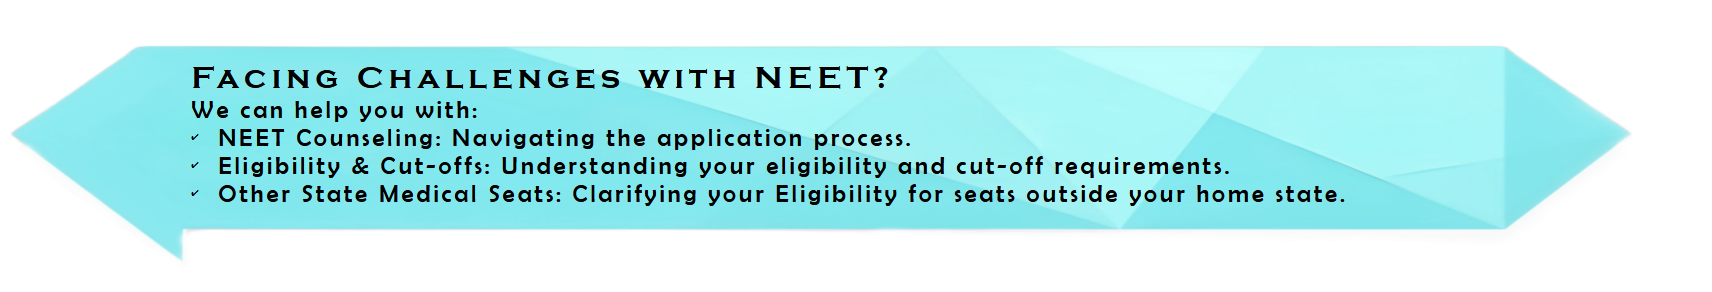 Facing Challenges with NEET?
We can help you with:
✓ NEET Counseling: Navigating the application process.
✓ Eligibility & Cut-offs: Understanding your eligibility and cut-off requirements.
✓ Other State Medical Seats: Clarifying your Eligibility for seats outside your home state.